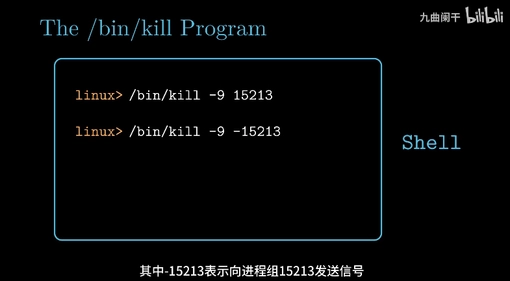 The /bin/kill Program
九曲阑干 bilibili
linux> /bin/kill -9 15213
linux> /bin/kill -9 -15213
Shell
其中-15213表示向进程组15213发送信号